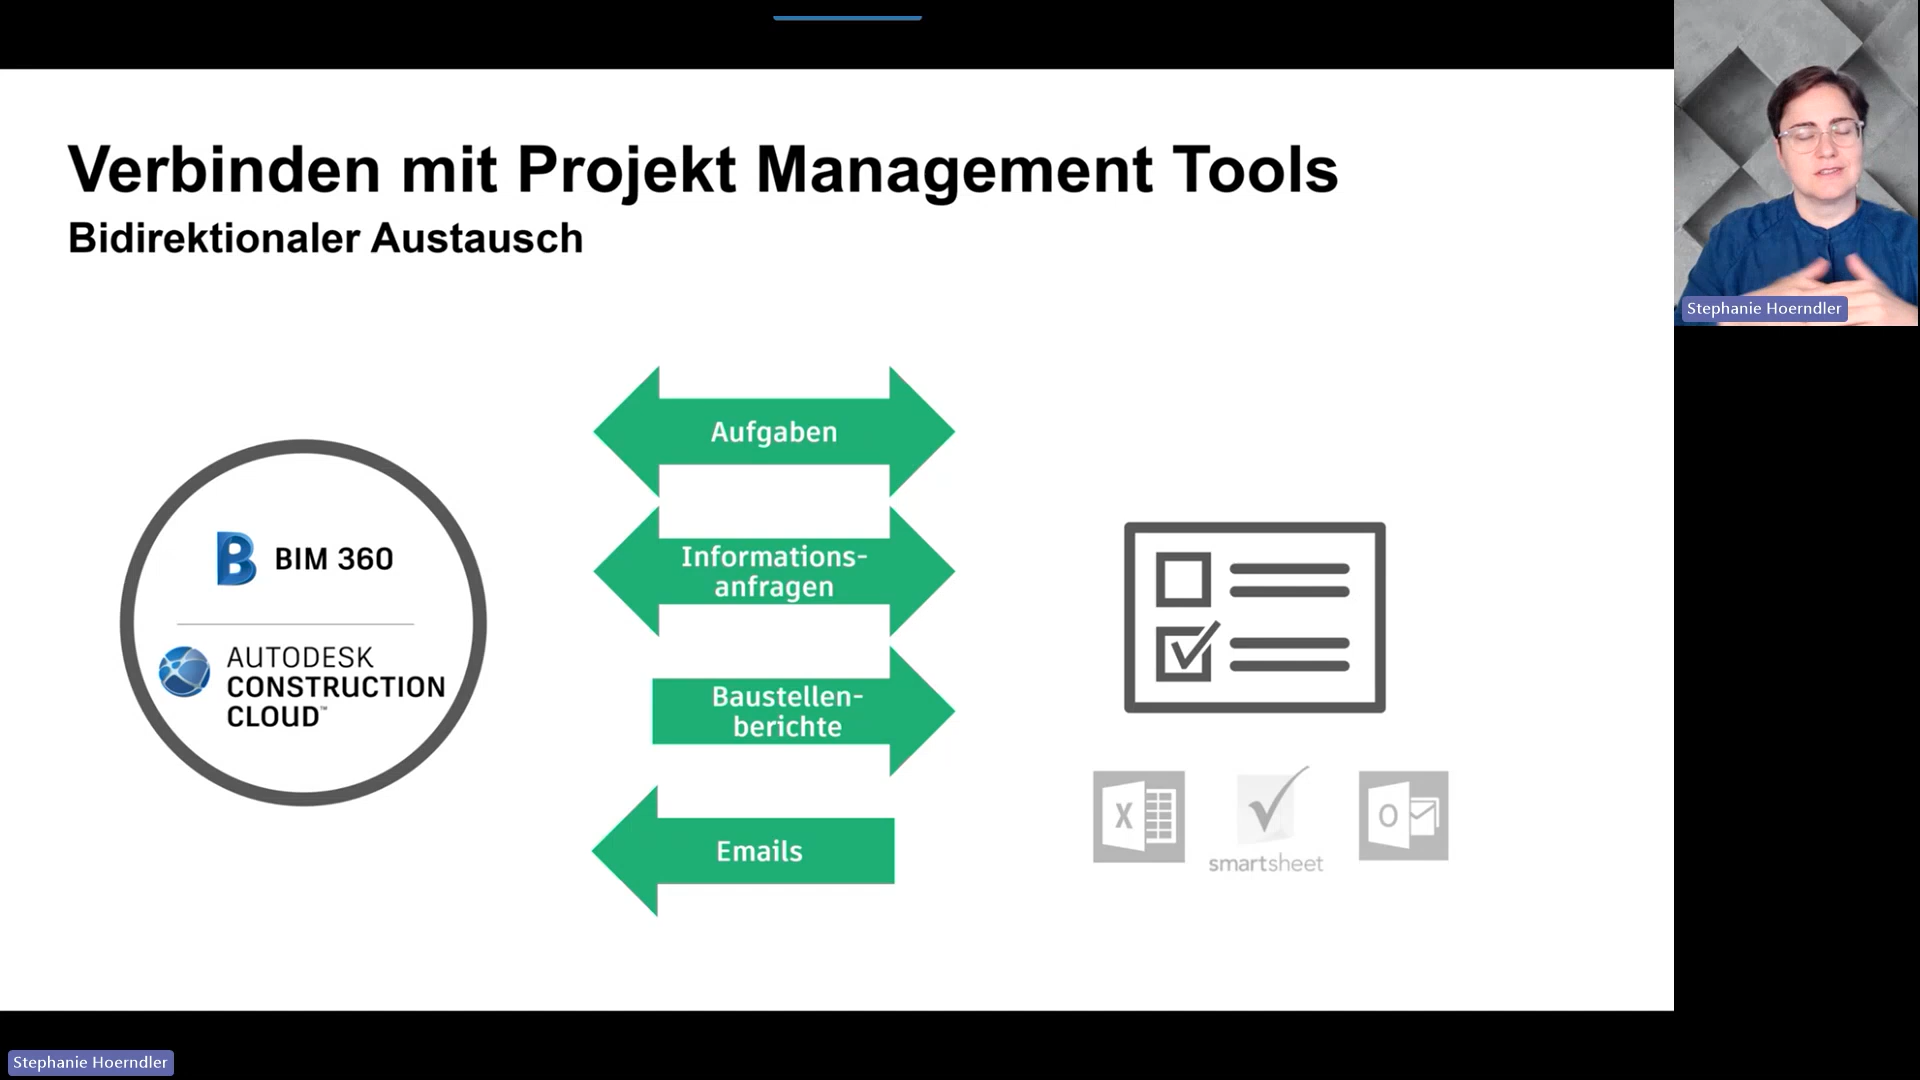 Verbinden mit Projekt Management Tools
Bidirektionaler Austausch
Stephanie Hoerndler
Aufgaben
Informations-
anfragen
Baustellen-
berichte
Emails
BIM 360
AUTODESK
CONSTRUCTION
CLOUD™
X
smartsheet
O
Stephanie Hoerndler